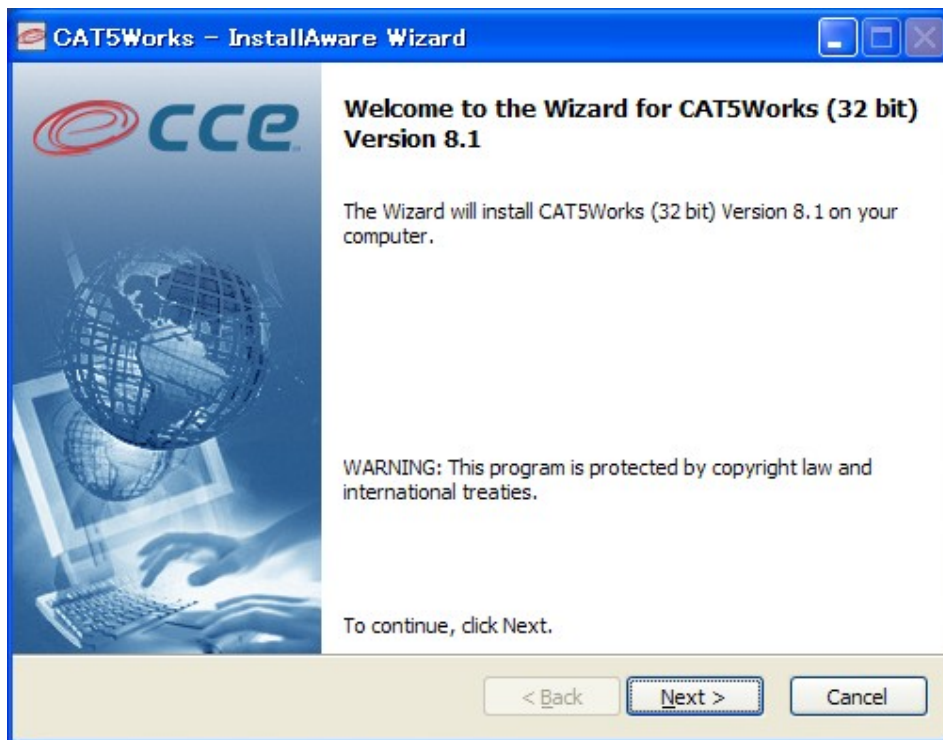 CAT5Works – InstallAware Wizard
cce
Welcome to the Wizard for CAT5Works (32 bit)
Version 8.1
The Wizard will install CAT5Works (32 bit) Version 8.1 on your
computer.
WARNING: This program is protected by copyright law and
international treaties.
To continue, click Next.
< Back
Next >
Cancel